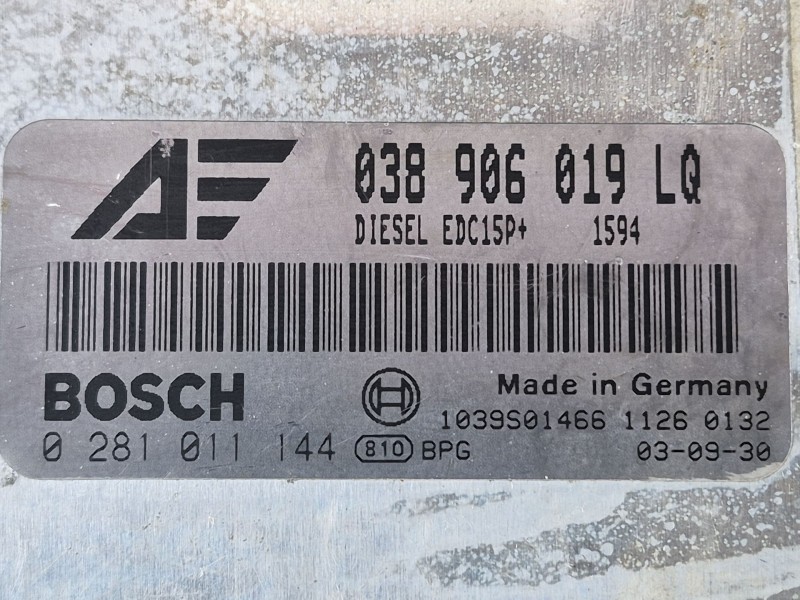 AE 038 906 019 LQ
DIESEL EDC15P+ 1594
BOSCH Made in Germany
1039S01466 1126 0132
0 281 011 144 810 BPG 03-09-30